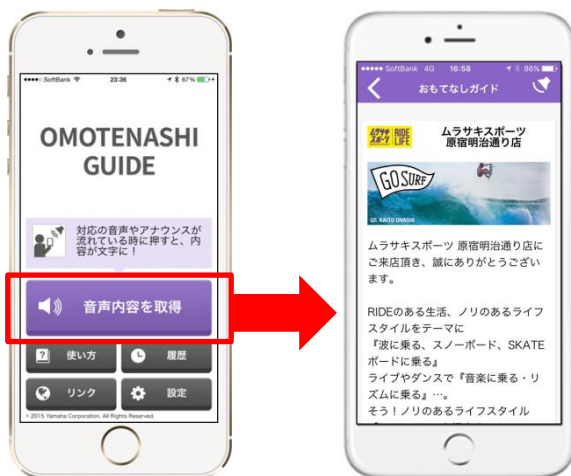 SoftBank 23:36 67%
OMOTENASHI
GUIDE
対応の音声やアナウンスが
流れている時に押すと、内
容が文字に!
音声内容を取得
使い方
履歴
リンク
設定
© 2015 Yamaha Corporation. All Rights Reserved.
SoftBank 4G 16:58 86%
おもてなしガイド
ムラサキスポーツ RIDE LIFE
ムラサキスポーツ
原宿明治通り店
GO SURF
KAITO OHASHI
ムラサキスポーツ 原宿明治通り店に
ご来店頂き、誠にありがとうござい
ます。
RIDEのある生活、ノリのあるライフ
スタイルをテーマに
『波に乗る、スノーボード、SKATE
ボードに乗る』
ライブやダンスで『音楽に乗る・リ
ズムに乗る』…。
そう!ノリのあるライフスタイル